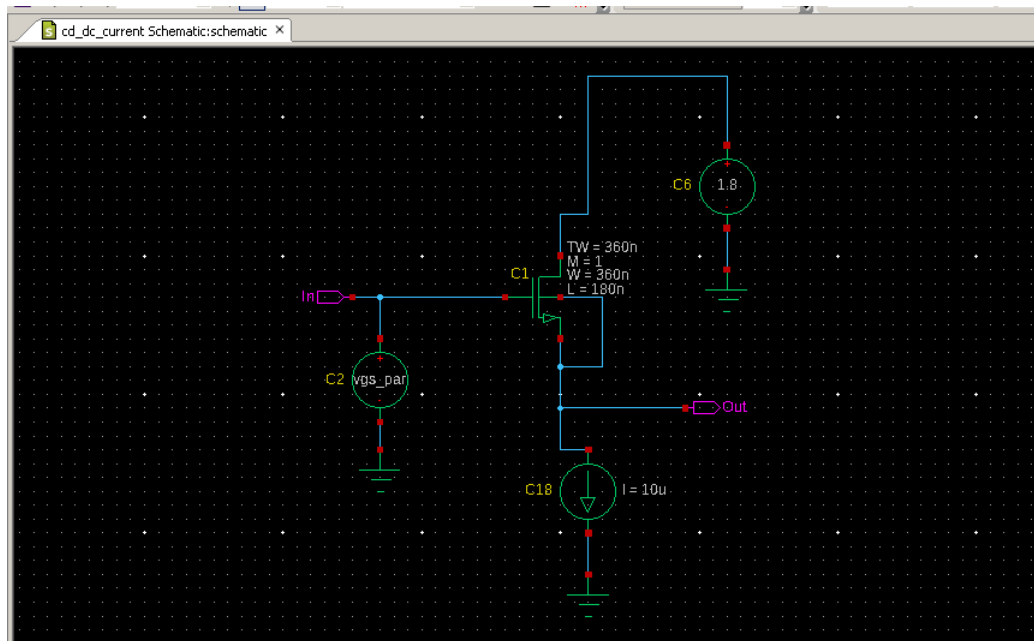 cd_dc_current Schematic:schematic
C6
1.8
TW = 360n
M = 1
C1
W = 360n
L = 180n
In
C2
vgs_par
Out
C18
I = 10u